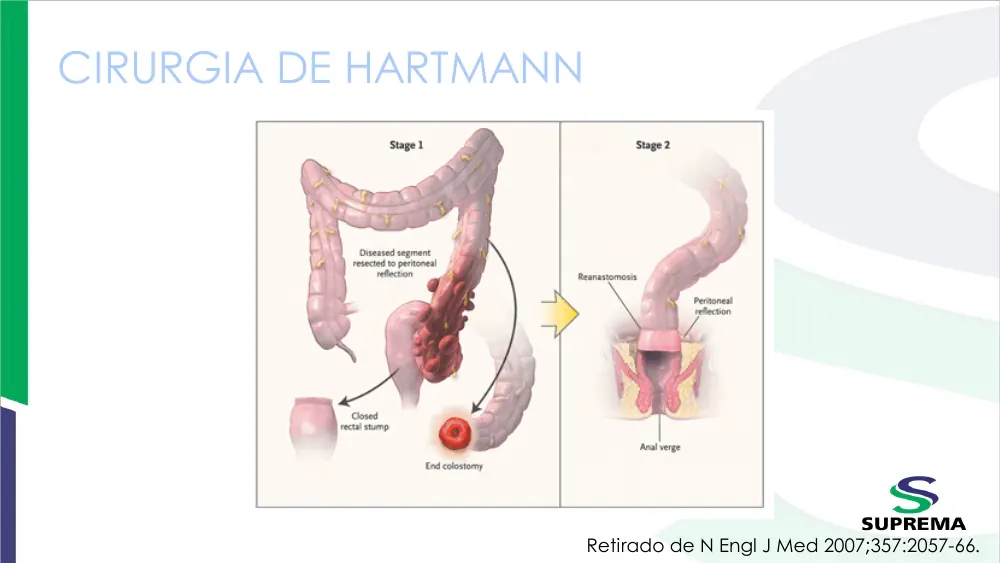 CIRURGIA DE HARTMANN
Stage 1
Diseased segment
resected to peritoneal
reflection
Closed
rectal stump
End colostomy
Stage 2
Reanastomosis
Peritoneal
reflection
Anal verge
SUPREMA
Retirado de N Engl J Med 2007;357:2057-66.